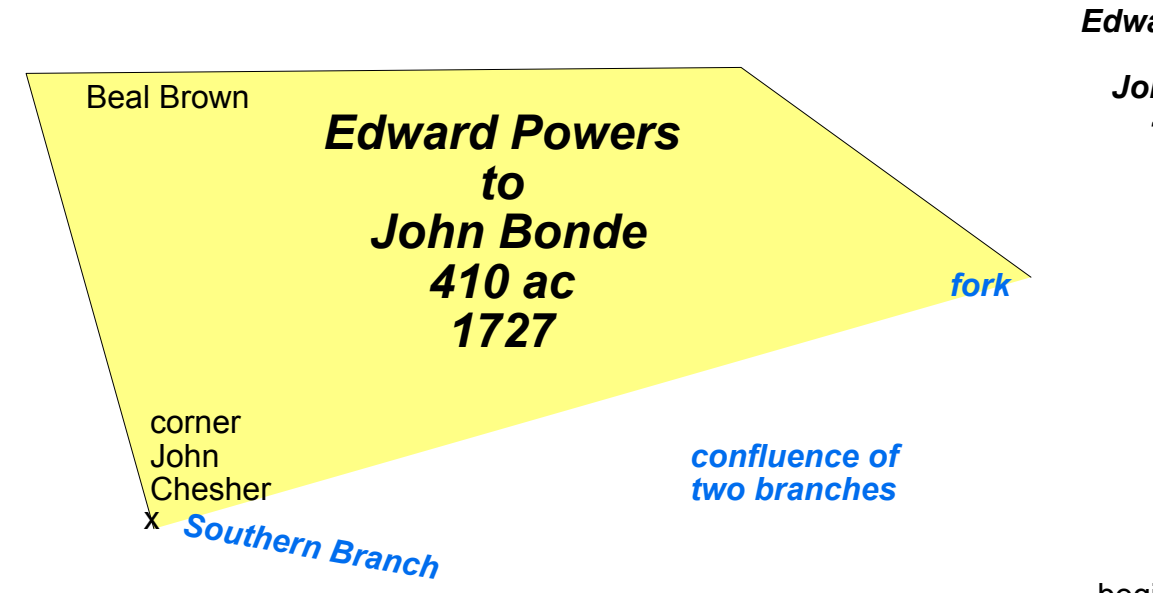 Beal Brown
Edward Powers
to
John Bonde
410 ac
1727
fork
corner
John
Chesher
x
Southern Branch
confluence of
two branches